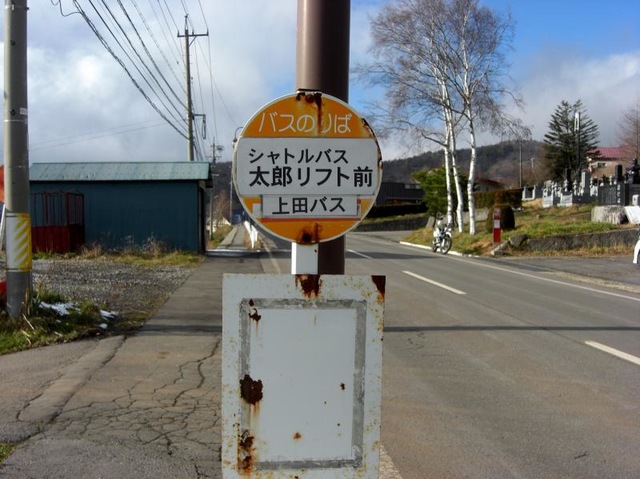 バスのりば
シャトルバス
太郎リフト前
上田バス